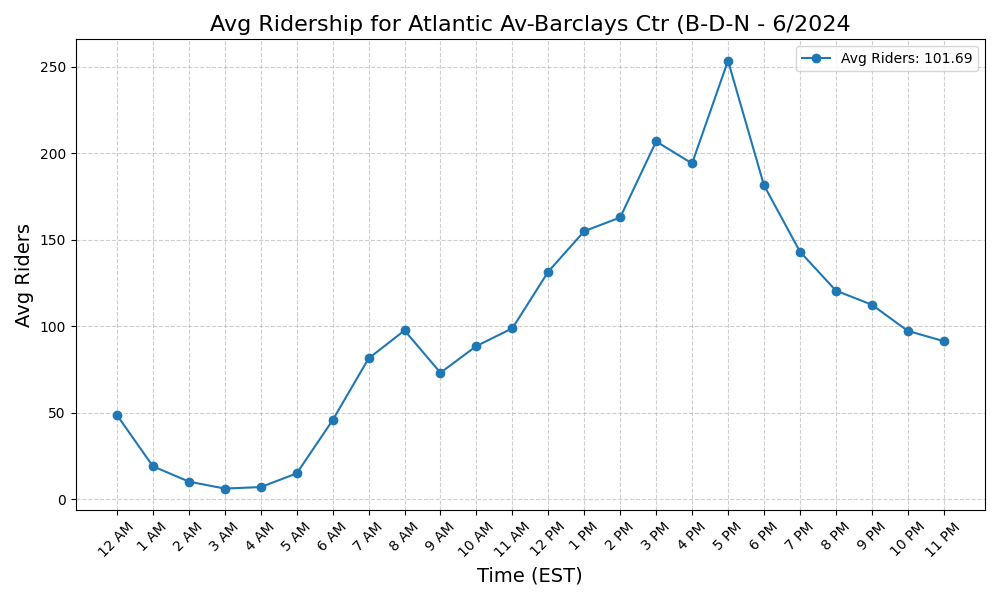 Avg Ridership for Atlantic Av-Barclays Ctr (B-D-N - 6/2024
Avg Riders: 101.69
Avg Riders
250
200
150
100
50
0
12 AM
1 AM
2 AM
3 AM
4 AM
5 AM
6 AM
7 AM
8 AM
9 AM
10 AM
11 AM
12 PM
1 PM
2 PM
3 PM
4 PM
5 PM
6 PM
7 PM
8 PM
9 PM
10 PM
11 PM
Time (EST)